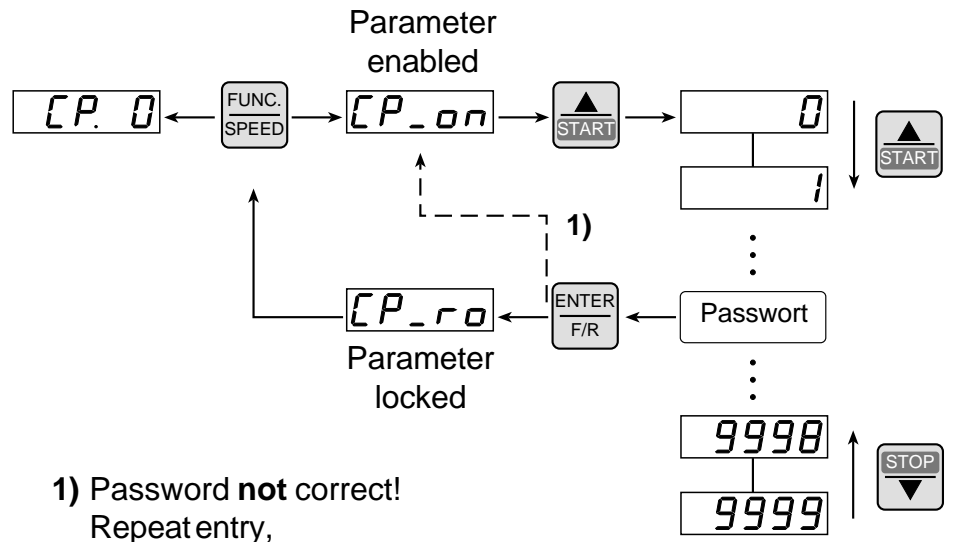 Parameter
enabled
CP. 0
FUNC.
SPEED
CP_on
START
0
START
1
1)
CP_ro
ENTER
F/R
Passwort
Parameter
locked
9998
STOP
9999
1) Password not correct!
Repeat entry,